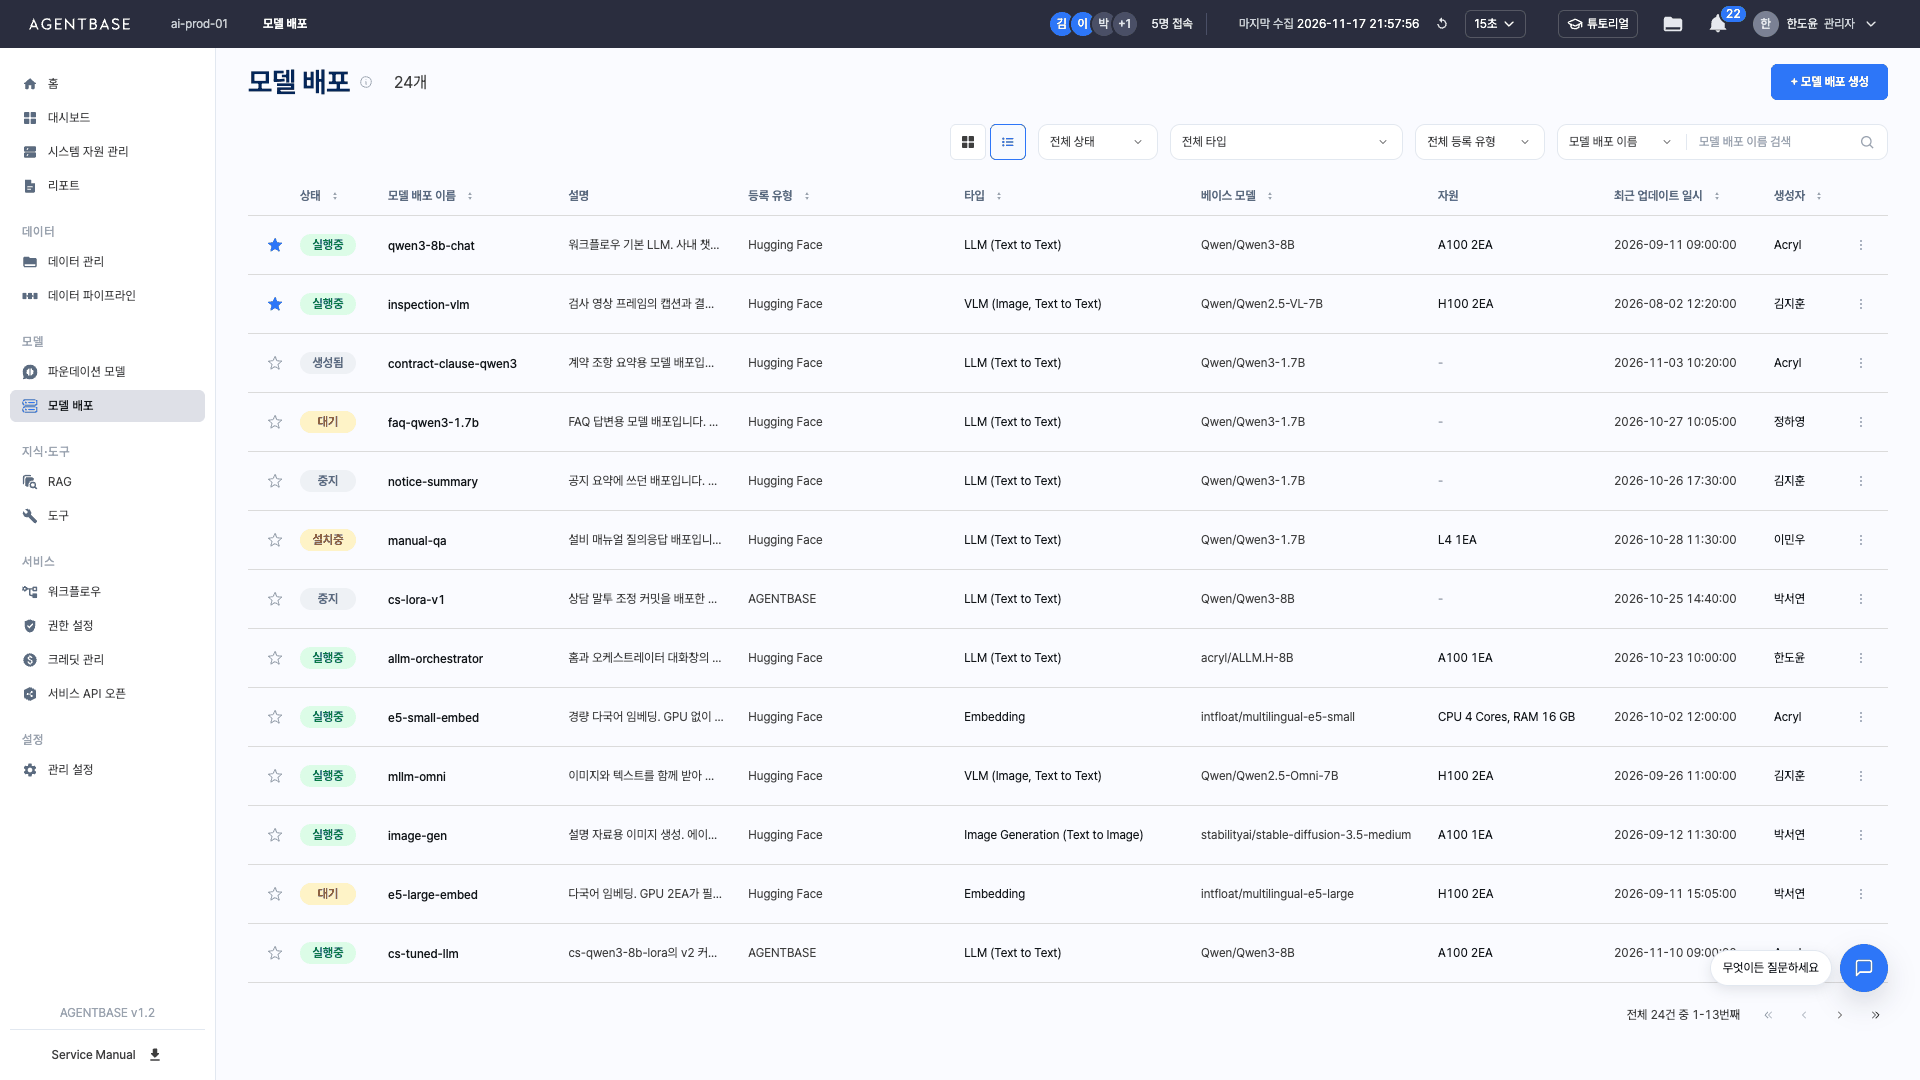 AGENTBASE ai-prod-01 모델 배포 김 이 박 +1 5명 접속 마지막 수집 2026-11-17 21:57:56 15초 튜토리얼 22 한 한도윤 관리자
홈
대시보드
시스템 자원 관리
리포트
데이터
데이터 관리
데이터 파이프라인
모델
파운데이션 모델
모델 배포
지식·도구
RAG
도구
서비스
워크플로우
권한 설정
크레딧 관리
서비스 API 오픈
설정
관리 설정
AGENTBASE v1.2
Service Manual
모델 배포 24개
+ 모델 배포 생성
전체 상태 전체 타입 전체 등록 유형 모델 배포 이름 모델 배포 이름 검색
상태 모델 배포 이름 설명 등록 유형 타입 베이스 모델 자원 최근 업데이트 일시 생성자
실행중 qwen3-8b-chat 워크플로우 기본 LLM. 사내 챗... Hugging Face LLM (Text to Text) Qwen/Qwen3-8B A100 2EA 2026-09-11 09:00:00 Acryl
실행중 inspection-vlm 검사 영상 프레임의 캡션과 결... Hugging Face VLM (Image, Text to Text) Qwen/Qwen2.5-VL-7B H100 2EA 2026-08-02 12:20:00 김지훈
생성됨 contract-clause-qwen3 계약 조항 요약용 모델 배포입... Hugging Face LLM (Text to Text) Qwen/Qwen3-1.7B - 2026-11-03 10:20:00 Acryl
대기 faq-qwen3-1.7b FAQ 답변용 모델 배포입니다. ... Hugging Face LLM (Text to Text) Qwen/Qwen3-1.7B - 2026-10-27 10:05:00 정하영
중지 notice-summary 공지 요약에 쓰던 배포입니다. ... Hugging Face LLM (Text to Text) Qwen/Qwen3-1.7B - 2026-10-26 17:30:00 김지훈
설치중 manual-qa 설비 매뉴얼 질의응답 배포입니... Hugging Face LLM (Text to Text) Qwen/Qwen3-1.7B L4 1EA 2026-10-28 11:30:00 이민우
중지 cs-lora-v1 상담 말투 조정 커밋을 배포한 ... AGENTBASE LLM (Text to Text) Qwen/Qwen3-8B - 2026-10-25 14:40:00 박서연
실행중 allm-orchestrator 홈과 오케스트레이터 대화창의 ... Hugging Face LLM (Text to Text) acryl/ALLM.H-8B A100 1EA 2026-10-23 10:00:00 한도윤
실행중 e5-small-embed 경량 다국어 임베딩. GPU 없이 ... Hugging Face Embedding intfloat/multilingual-e5-small CPU 4 Cores, RAM 16 GB 2026-10-02 12:00:00 Acryl
실행중 mllm-omni 이미지와 텍스트를 함께 받아 ... Hugging Face VLM (Image, Text to Text) Qwen/Qwen2.5-Omni-7B H100 2EA 2026-09-26 11:00:00 김지훈
실행중 image-gen 설명 자료용 이미지 생성. 에이... Hugging Face Image Generation (Text to Image) stabilityai/stable-diffusion-3.5-medium A100 1EA 2026-09-12 11:30:00 박서연
대기 e5-large-embed 다국어 임베딩. GPU 2EA가 필... Hugging Face Embedding intfloat/multilingual-e5-large H100 2EA 2026-09-11 15:05:00 박서연
실행중 cs-tuned-llm cs-qwen3-8b-lora의 v2 커... AGENTBASE LLM (Text to Text) Qwen/Qwen3-8B A100 2EA 2026-11-10
무엇이든 질문하세요
전체 24건 중 1-13번째